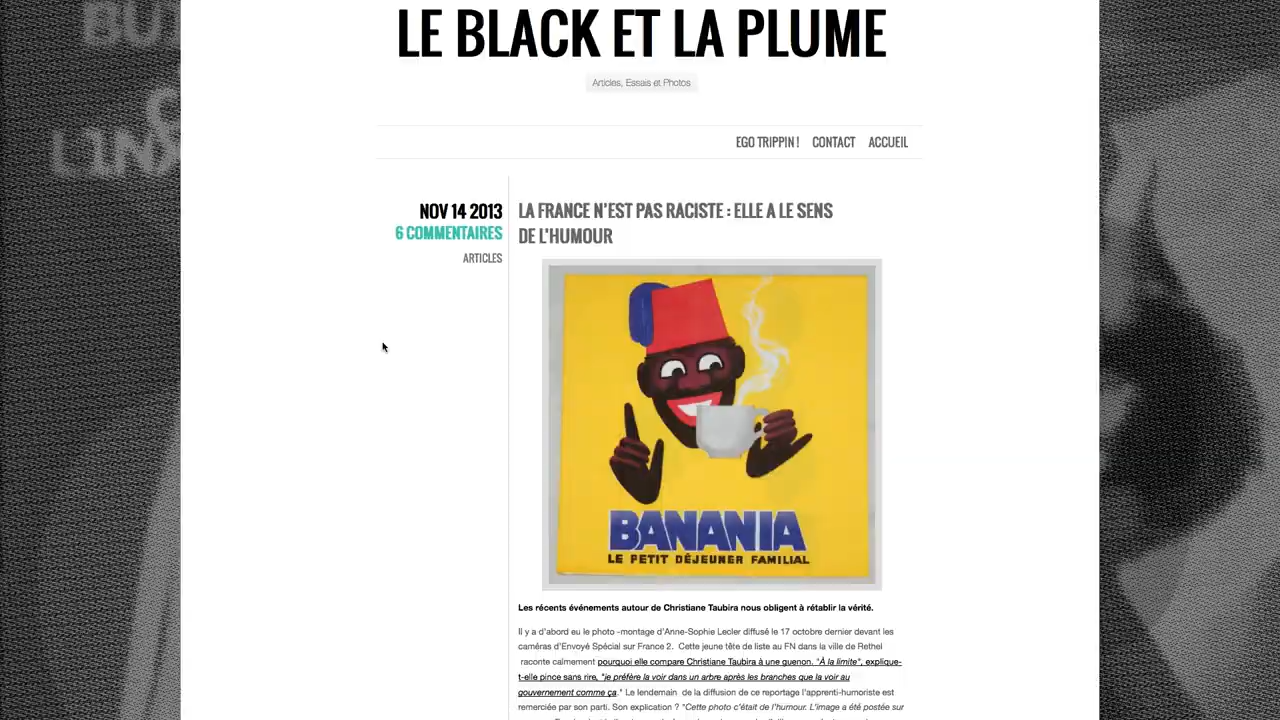 LE BLACK ET LA PLUME
Articles, Essais et Photos
EGO TRIPPIN ! CONTACT ACCUEIL
NOV 14 2013
6 COMMENTAIRES
ARTICLES
LA FRANCE N'EST PAS RACISTE : ELLE A LE SENS
DE L'HUMOUR
BANANIA
LE PETIT DÉJEUNER FAMILIAL
Les récents événements autour de Christiane Taubira nous obligent à rétablir la vérité.
Il y a d'abord eu le photo -montage d'Anne-Sophie Lecler diffusé le 17 octobre dernier devant les
caméras d'Envoyé Spécial sur France 2. Cette jeune tête de liste au FN dans la ville de Rethel
raconte calmement pourquoi elle compare Christiane Taubira à une guenon. "À la limite", explique-
t-elle pince sans rire, "je préfère la voir dans un arbre après les branches que la voir au
gouvernement comme ça." Le lendemain de la diffusion de ce reportage l'apprenti-humoriste est
remerciée par son parti. Son explication ? "Cette photo c'était de l'humour. L'image a été postée sur